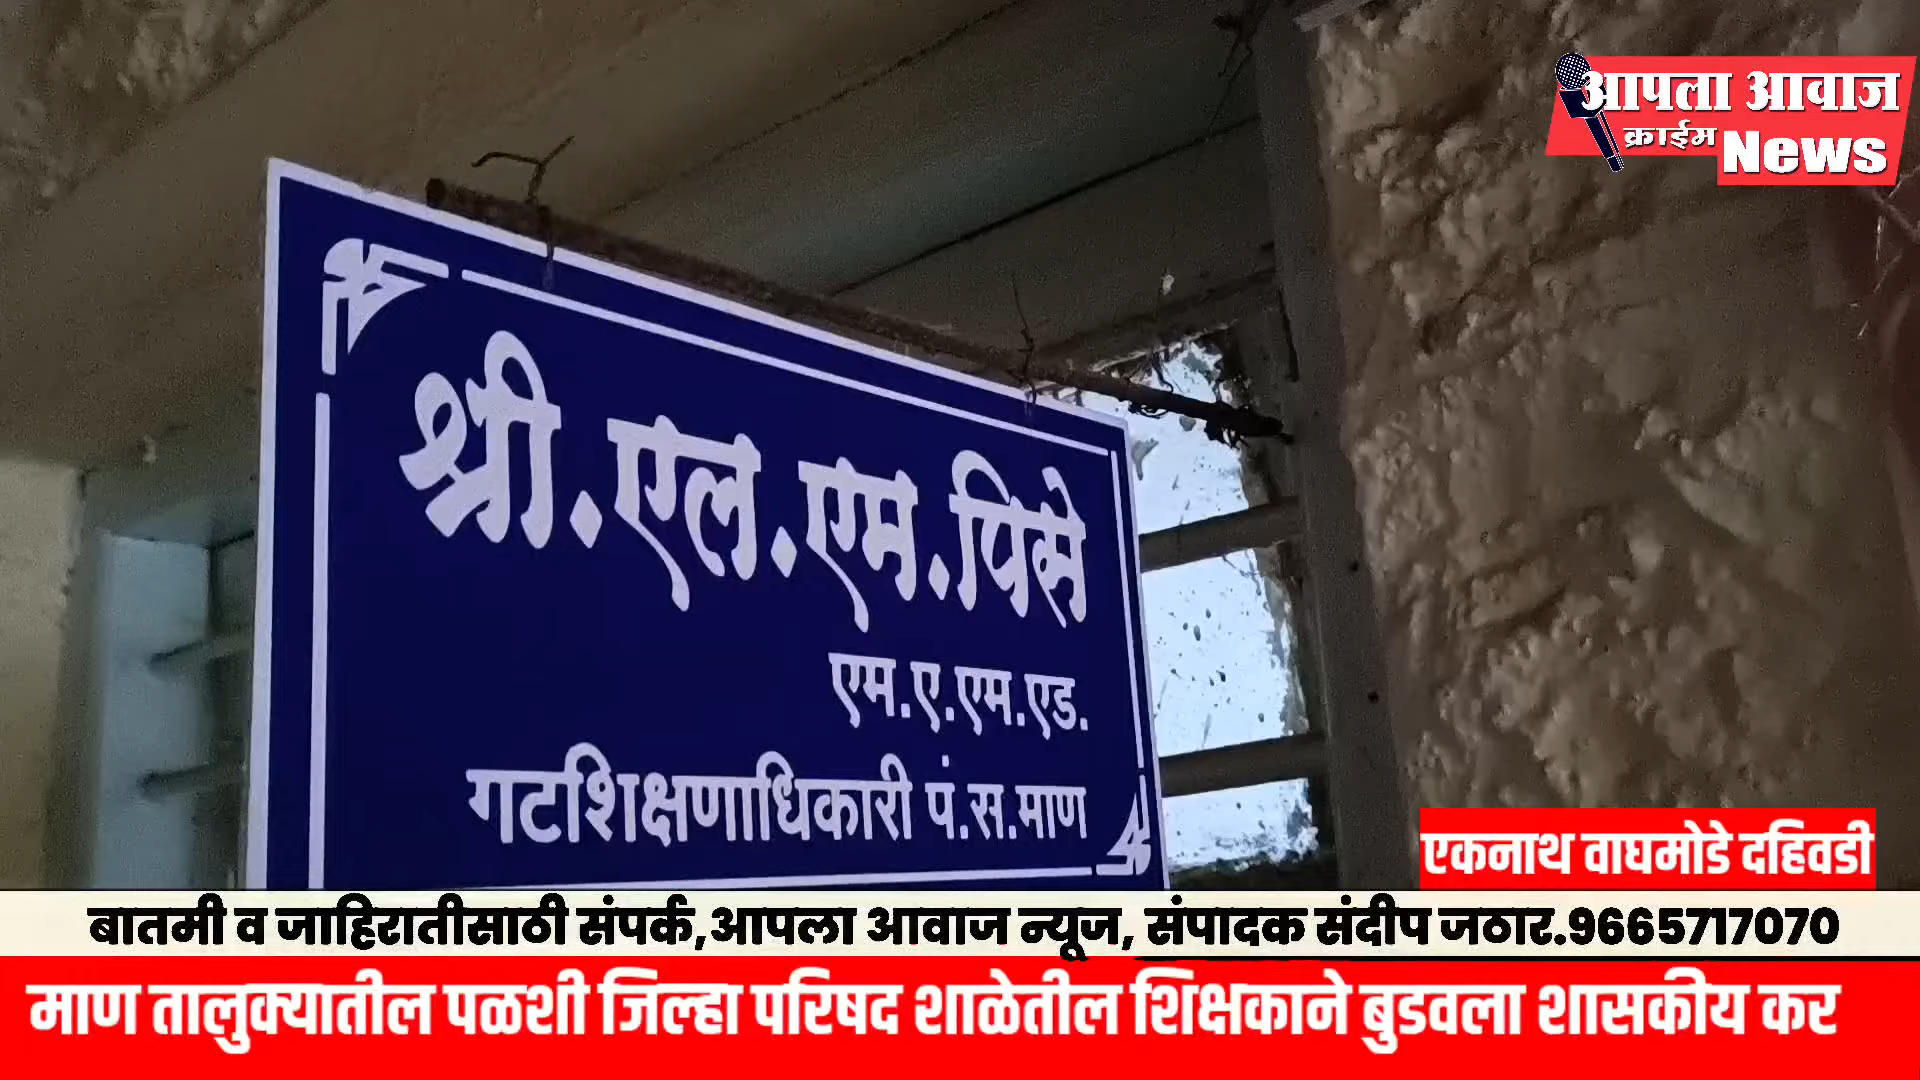 आपला आवाज
क्राईम
News
श्री.एल.एम.पिसे
एम.ए.एम.एड.
गटशिक्षणाधिकारी पं.स.माण
एकनाथ वाघमोडे दहिवडी
बातमी व जाहिरातीसाठी संपर्क,आपला आवाज न्यूज, संपादक संदीप जठार.9665717070
माण तालुक्यातील पळशी जिल्हा परिषद शाळेतील शिक्षकाने बुडवला शासकीय कर